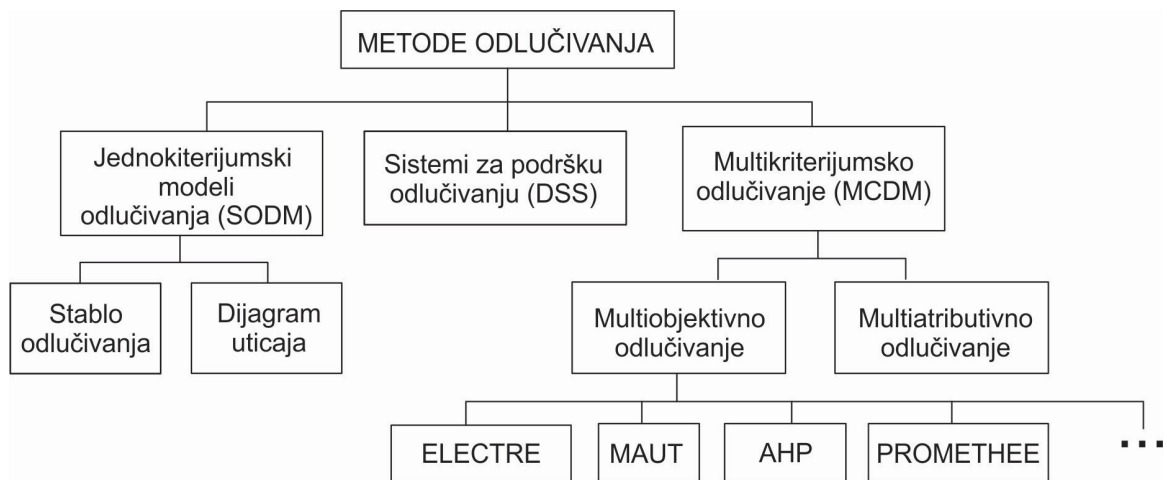 METODE ODLUČIVANJA
Jednokiterijumski
modeli
odlučivanja (SODM)
Sistemi za podršku
odlučivanju (DSS)
Multikriterijumsko
odlučivanje (MCDM)
Stablo
odlučivanja
Dijagram
uticaja
Multiobjektivno
odlučivanje
Multiatributivno
odlučivanje
ELECTRE
MAUT
AHP
PROMETHEE
...